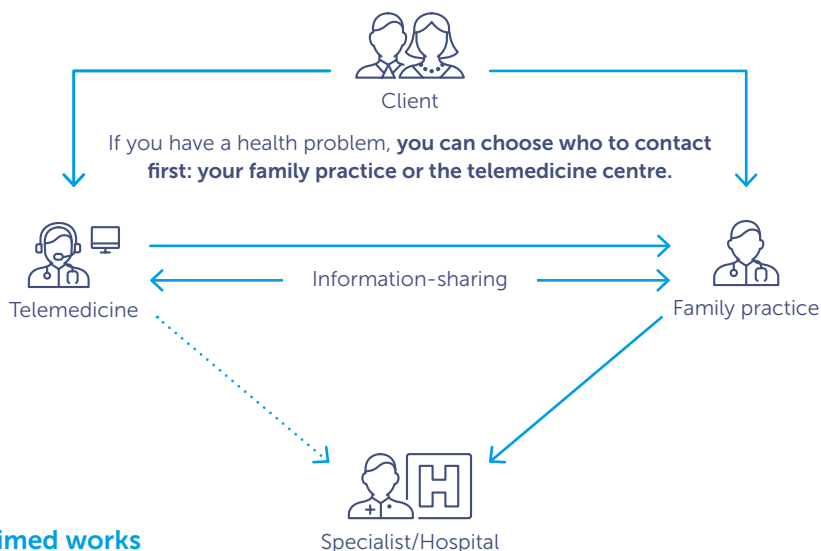 Client
If you have a health problem, you can choose who to contact
first: your family practice or the telemedicine centre.
Information-sharing
Telemedicine
Family practice
H
imed works
Specialist/Hospital